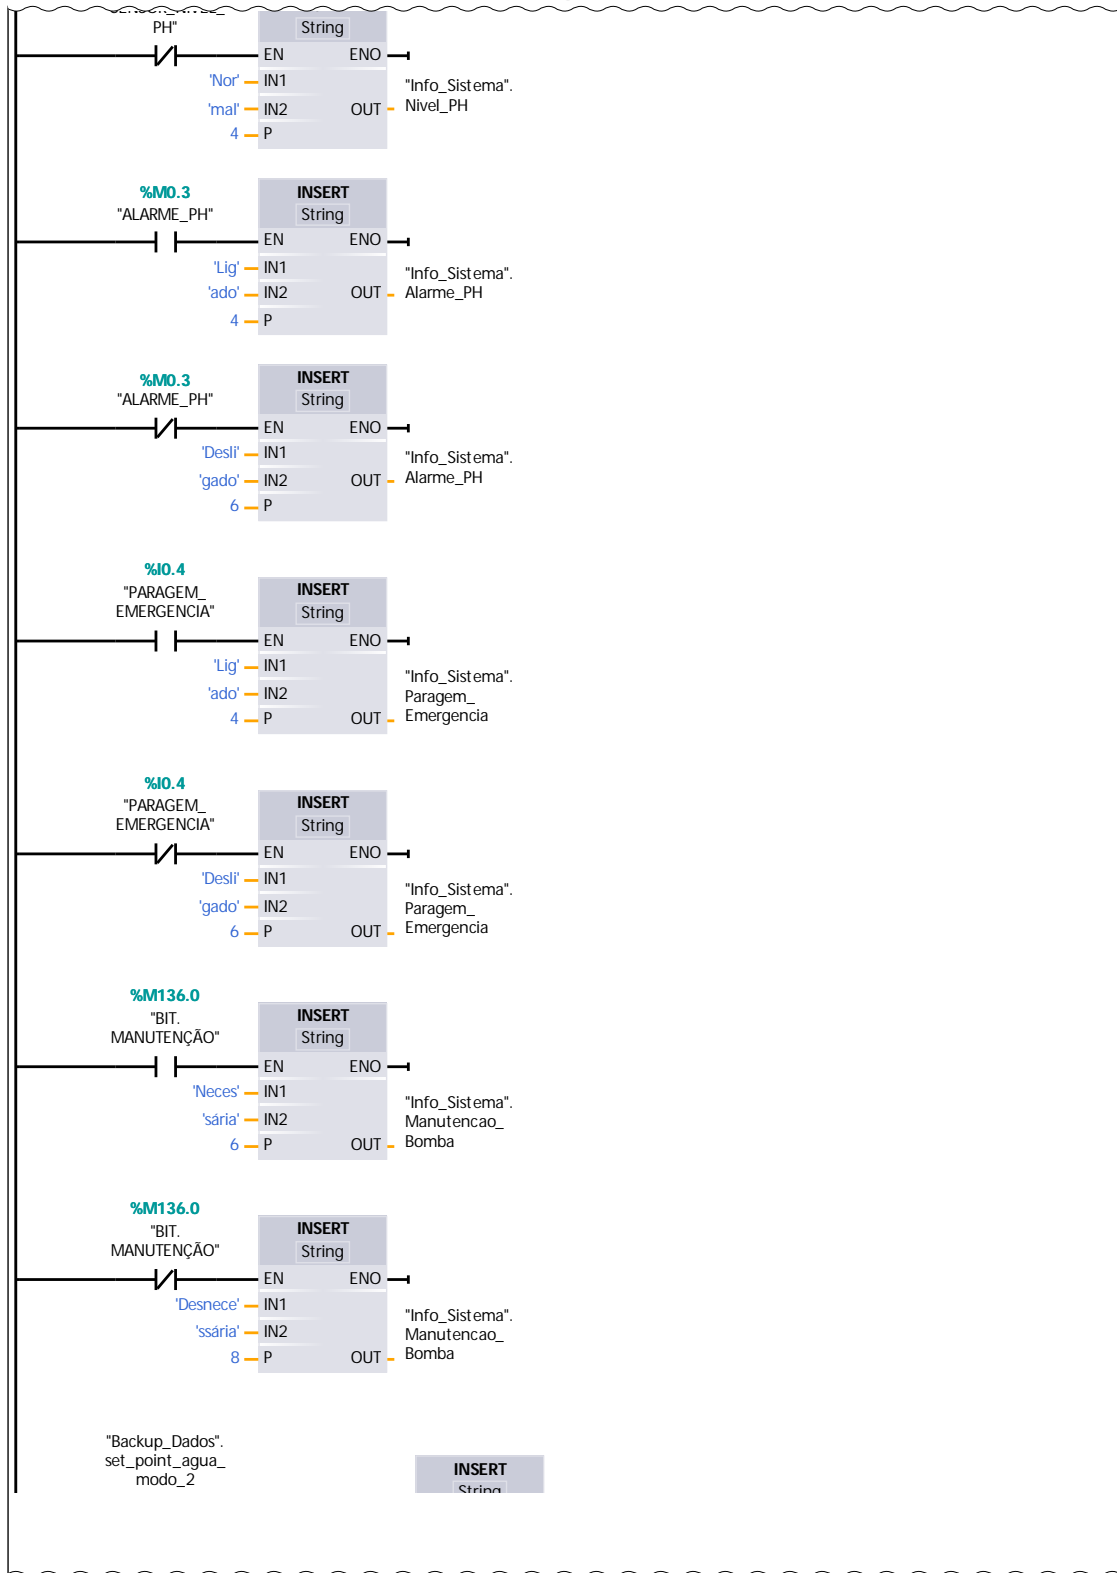 PH"
String
EN ENO
'Nor' IN1
"Info_Sistema".
'mal' IN2 OUT Nivel_PH
4 P
%M0.3
"ALARME_PH"
INSERT
String
EN ENO
'Lig' IN1
"Info_Sistema".
'ado' IN2 OUT Alarme_PH
4 P
%M0.3
"ALARME_PH"
INSERT
String
EN ENO
'Desli' IN1
"Info_Sistema".
'gado' IN2 OUT Alarme_PH
6 P
%I0.4
"PARAGEM_
EMERGENCIA"
INSERT
String
EN ENO
'Lig' IN1
"Info_Sistema".
'ado' IN2 Paragem_
4 P OUT Emergencia
%I0.4
"PARAGEM_
EMERGENCIA"
INSERT
String
EN ENO
'Desli' IN1
"Info_Sistema".
'gado' IN2 Paragem_
6 P OUT Emergencia
%M136.0
"BIT.
MANUTENÇÃO"
INSERT
String
EN ENO
'Neces' IN1
"Info_Sistema".
'sária' IN2 Manutencao_
6 P OUT Bomba
%M136.0
"BIT.
MANUTENÇÃO"
INSERT
String
EN ENO
'Desnece' IN1
"Info_Sistema".
'ssária' IN2 Manutencao_
8 P OUT Bomba
"Backup_Dados".
set_point_agua_
modo_2
INSERT
String